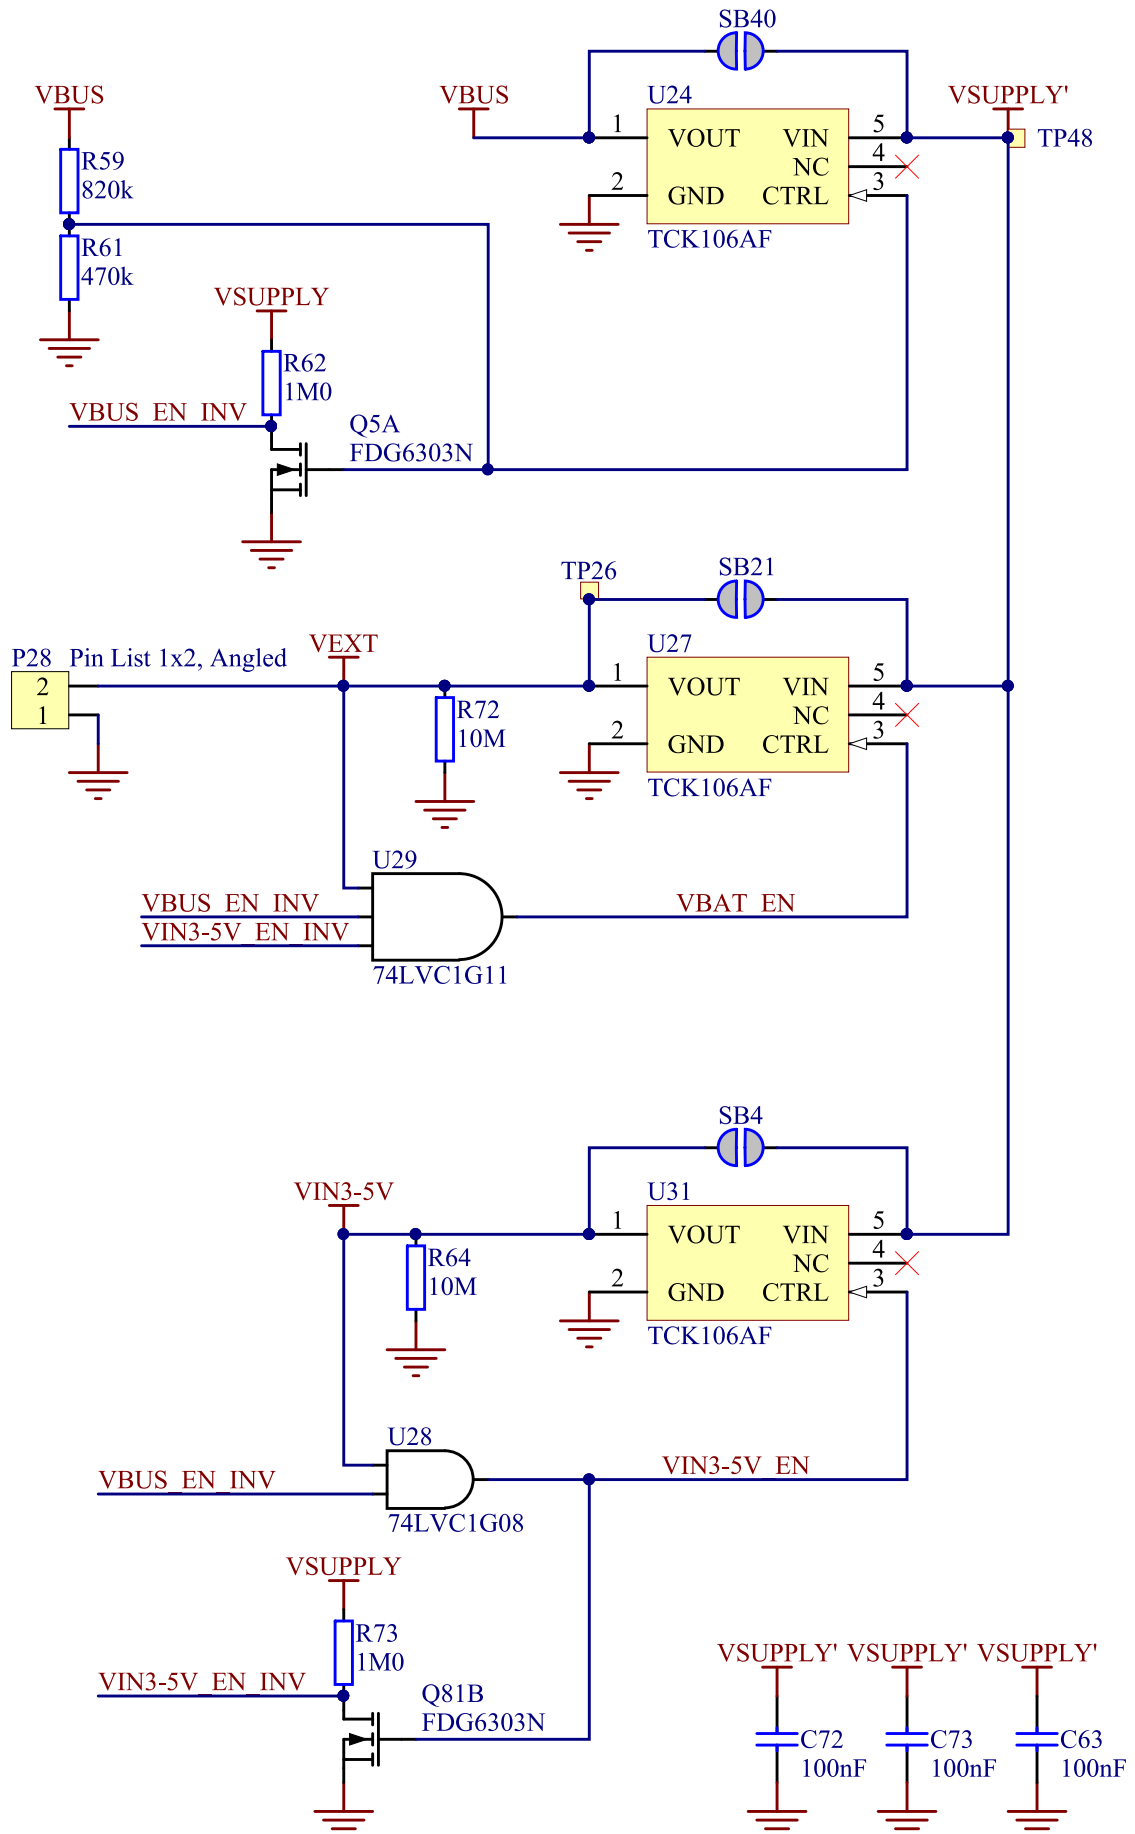 SB40
VBUS
R59
820k
R61
470k
VBUS
U24
1 VOUT VIN 5
NC 4
2 GND CTRL 3
TCK106AF
VSUPPLY'
TP48
VSUPPLY
R62
1M0
VBUS_EN_INV
Q5A
FDG6303N
TP26
SB21
P28 Pin List 1x2, Angled
2
1
VEXT
R72
10M
U27
1 VOUT VIN 5
NC 4
2 GND CTRL 3
TCK106AF
U29
VBUS_EN_INV
VIN3-5V_EN_INV
74LVC1G11
VBAT_EN
SB4
VIN3-5V
R64
10M
U31
1 VOUT VIN 5
NC 4
2 GND CTRL 3
TCK106AF
U28
VBUS_EN_INV
74LVC1G08
VIN3-5V_EN
VSUPPLY
R73
1M0
VIN3-5V_EN_INV
Q81B
FDG6303N
VSUPPLY' VSUPPLY' VSUPPLY'
C72 C73 C63
100nF 100nF 100nF